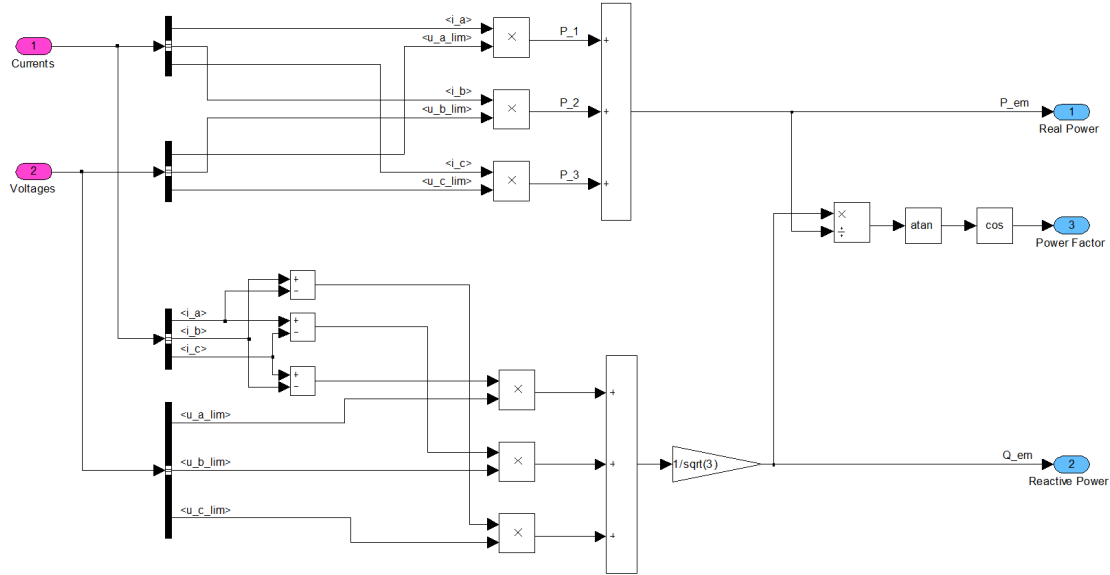 <i_a>
<u_a_lim>
×
P_1
+
1
Currents
<i_b>
<u_b_lim>
×
P_2
+
P_em
1
Real Power
2
Voltages
<i_c>
<u_c_lim>
×
P_3
+
×
÷
atan
cos
3
Power Factor
+
−
<i_a>
<i_b>
<i_c>
+
−
+
−
<u_a_lim>
×
+
<u_b_lim>
×
+
1/sqrt(3)
Q_em
2
Reactive Power
<u_c_lim>
×
+